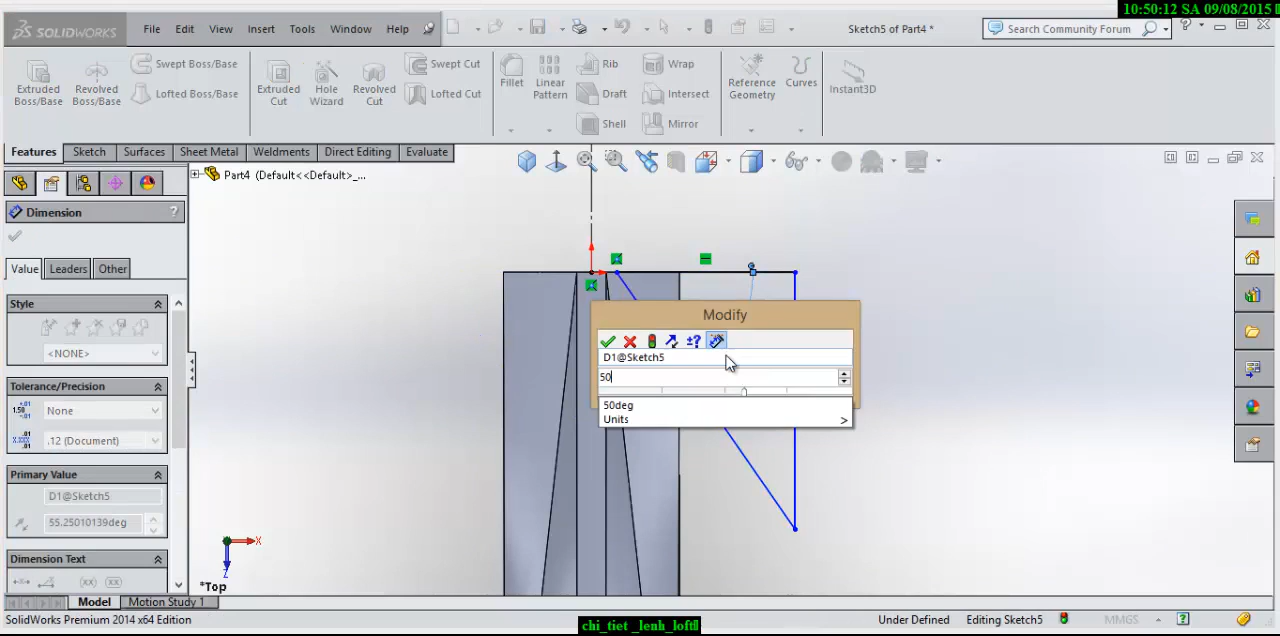 10:50:12 SA 09/08/2015
SOLIDWORKS
File Edit View Insert Tools Window Help
Sketch5 of Part4 *
Search Community Forum
Extruded Boss/Base
Revolved Boss/Base
Swept Boss/Base
Lofted Boss/Base
Extruded Cut
Hole Wizard
Revolved Cut
Swept Cut
Lofted Cut
Fillet
Linear Pattern
Rib
Draft
Shell
Wrap
Intersect
Mirror
Reference Geometry
Curves
Instant3D
Features Sketch Surfaces Sheet Metal Weldments Direct Editing Evaluate
Part4 (Default<<Default>_...
Dimension ?
Value Leaders Other
Style
<NONE>
Tolerance/Precision
None
.12 (Document)
Primary Value
D1@Sketch5
55.25010139deg
Dimension Text
Modify
D1@Sketch5
50
50deg
Units >
X
Z
*Top
Model Motion Study 1
SolidWorks Premium 2014 x64 Edition
chi_tiet _lenh_loft
Under Defined Editing Sketch5 MMGS